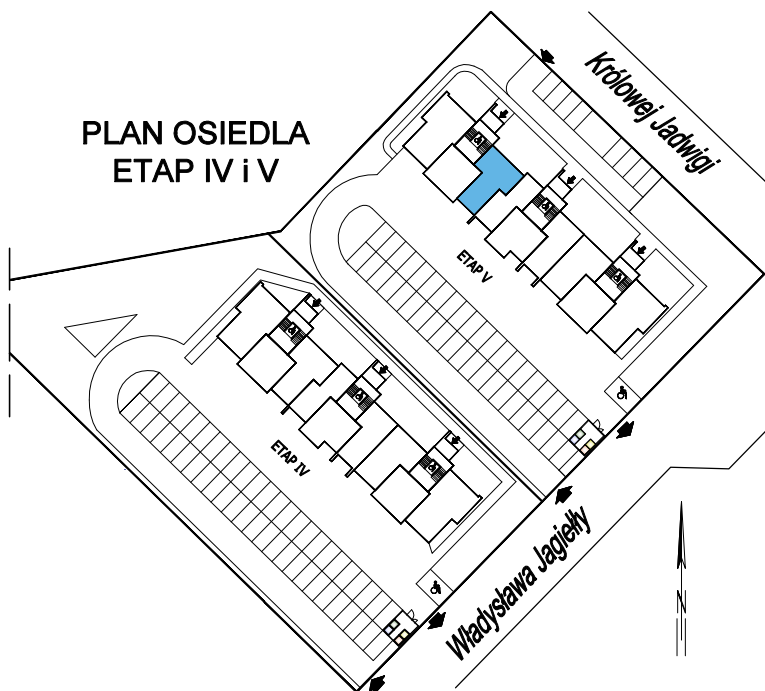 PLAN OSIEDLA
ETAP IV i V
Królowej Jadwigi
ETAP V
ETAP IV
Władysława Jagiełły
N